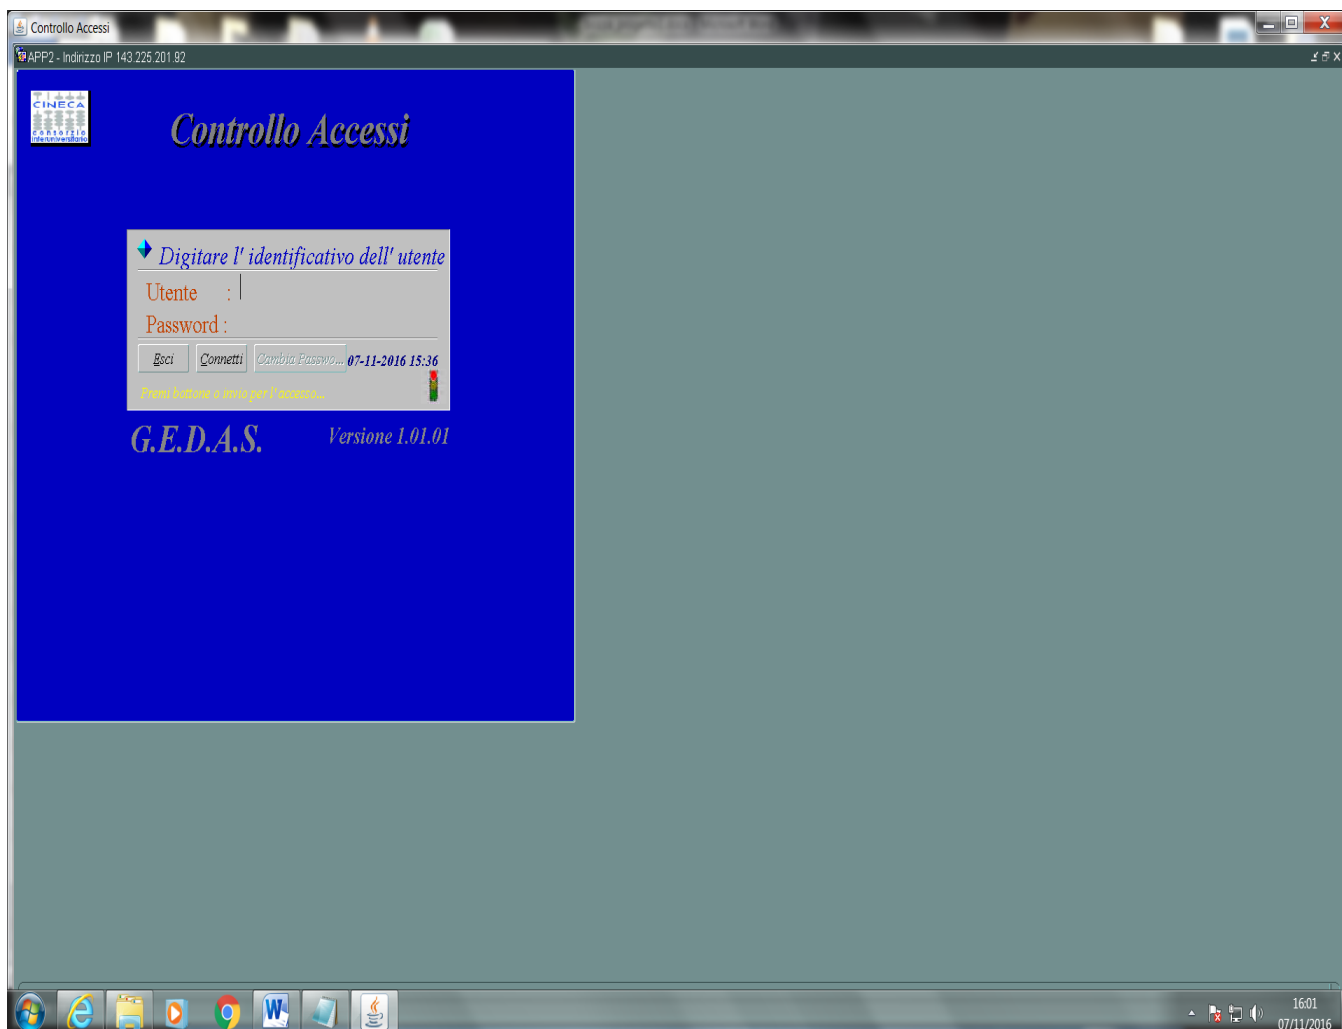 Controllo Accessi
APP2 - Indirizzo IP 143.225.201.92
CINECA
consorzio
interuniversitario
Controllo Accessi
Digitare l' identificativo dell' utente
Utente :
Password :
Esci Connetti Cambia Passwo... 07-11-2016 15:36
Premi bottone o invio per l'accesso...
G.E.D.A.S. Versione 1.01.01
16:01
07/11/2016